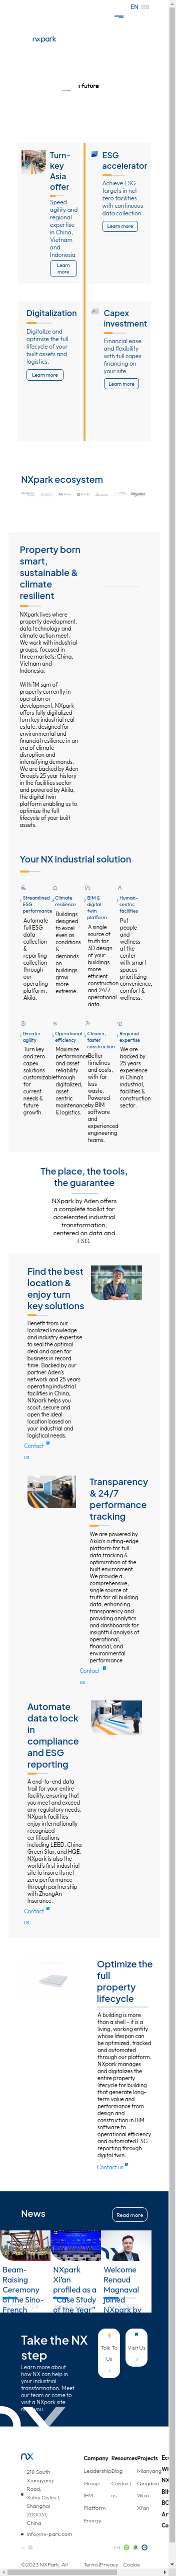 EN
nxpark
future
Turn-
key
Asia
offer
Speed
agility and
regional
expertise
in China,
Vietnam
and
Indonesia
Learn
more
ESG
accelerator
Achieve ESG
targets in net-
zero facilities
with continuous
data collection.
Learn more
Digitalization
Digitalize and
optimize the full
lifecycle of your
built assets and
logistics.
Learn more
Capex
investment
Financial ease
and flexibility
with full capex
financing on
your site.
Learn more
NXpark ecosystem
Schneider
Property born
smart,
sustainable &
climate
resilient
NXpark lives where
property development,
data technology and
climate action meet.
We work with industrial
groups, focused in
three markets: China,
Vietnam and
Indonesia.
With 1M sqm of
property currently in
operation or
development, NXpark
offers fully digitalized
turn key industrial real
estate, designed for
environmental and
financial resilience in an
era of climate
disruption and
intensifying demands.
We are backed by Aden
Group's 25 year history
in the facilities sector
and powered by Akila,
the digital twin
platform enabling us to
optimize the full
lifecycle of your built
assets.
Your NX industrial solution
Streamlined
ESG
performance
Automate
full ESG
data
collection
&
reporting
collection
through
our
operating
platform,
Akila.
Climate
resilience
Buildings
designed
to excel
even as
conditions
&
demands
on
buildings
grow
more
extreme.
BIM &
digital
twin
platform
A single
source of
truth for
3D design
of your
buildings
more
efficient
construction
and 24/7
operational
data.
Human-
centric
facilities
Put
people
and
wellness
at the
center
with smart
spaces
prioritizing
convenience,
comfort &
wellness.
Greater
agility
Turn key
and zero
capex
solutions
customizable
for
current
needs &
future
growth.
Operational
efficiency
Maximize
performance
and
reliability
through
digitalized,
asset
centric
maintenance
& logistics.
Cleaner,
faster
construction
Better
timelines
and costs,
with far
less
waste.
Powered
by BIM
software
and
experienced
engineering
teams.
Regional
expertise
We are
backed by
25 years
experience
in China's
industrial,
facilities,
construction
sector.
The place, the tools,
the guarantee
NXpark by Aden offers
a complete toolkit for
accelerated industrial
transformation,
centered on data and
ESG.
Find the best
location &
enjoy turn
key solutions
Benefit from our
localized knowledge
and industry expertise
to seal the optimal
deal and open for
business in record
time. Backed by our
partner Aden's
network and 25 years
operating industrial
facilities in China,
NXpark helps you
scout, secure and
open the ideal
location based on
your industrial and
logistical needs.
Contact
us
Transparency
& 24/7
performance
tracking
We are powered by
Akila's cutting-edge
platform for full
data tracking &
optimization of the
built environment.
We provide a
comprehensive,
single source of
truth for all building
data, enhancing
transparency and
providing analytics
and dashboards for
insightful analysis of
operational,
financial, and
environmental
performance
Contact
us
Automate
data to lock
in
compliance
and ESG
reporting
A end-to-end data
trail for your entire
facility, ensuring that
you meet and exceed
any regulatory needs.
NXpark facilities
enjoy internationally
recognized
certifications
including LEED, China
Green Star, and HQE.
NXpark is also the
world's first industrial
site to insure its net-
zero performance
through partnership
with ZhongAn
Insurance.
Contact
us
Optimize the
full
property
lifecycle
A building is more
than a shell - it is a
living, working entity
whose lifespan can
be optimized, tracked
and automated
through our platform.
NXpark manages
and digitalizes the
entire property
lifecycle for building
that generate long-
term value and
performance from
design and
construction in BIM
software to
operational efficiency
and automated ESG
reporting through
digital twin.
Contact us
News
Read more
Beam-
Raising
Ceremony
of the Sino-
French
NXpark
Xi'an
profiled as a
"Case Study
of the Year"
Welcome
Renaud
Magnaval
joined
NXpark by
Take the NX
step
Learn more about
how NX can help in
your industrial
transformation. Meet
our team or come to
visit a NXpark site
near you.
Talk To
Us
Visit Us
nx
Company
Leadership
Group
IFM
Platform
Energy
Resources
Blog
Contact
us
Projects
Mianyang
Qingdao
Wuxi
Xi'an
218 South
Xiangyang
Road,
Xuhui District,
Shanghai
200031,
China
info@nx-park.com
©2023 NXPark. All
Terms
Privacy
Cookie